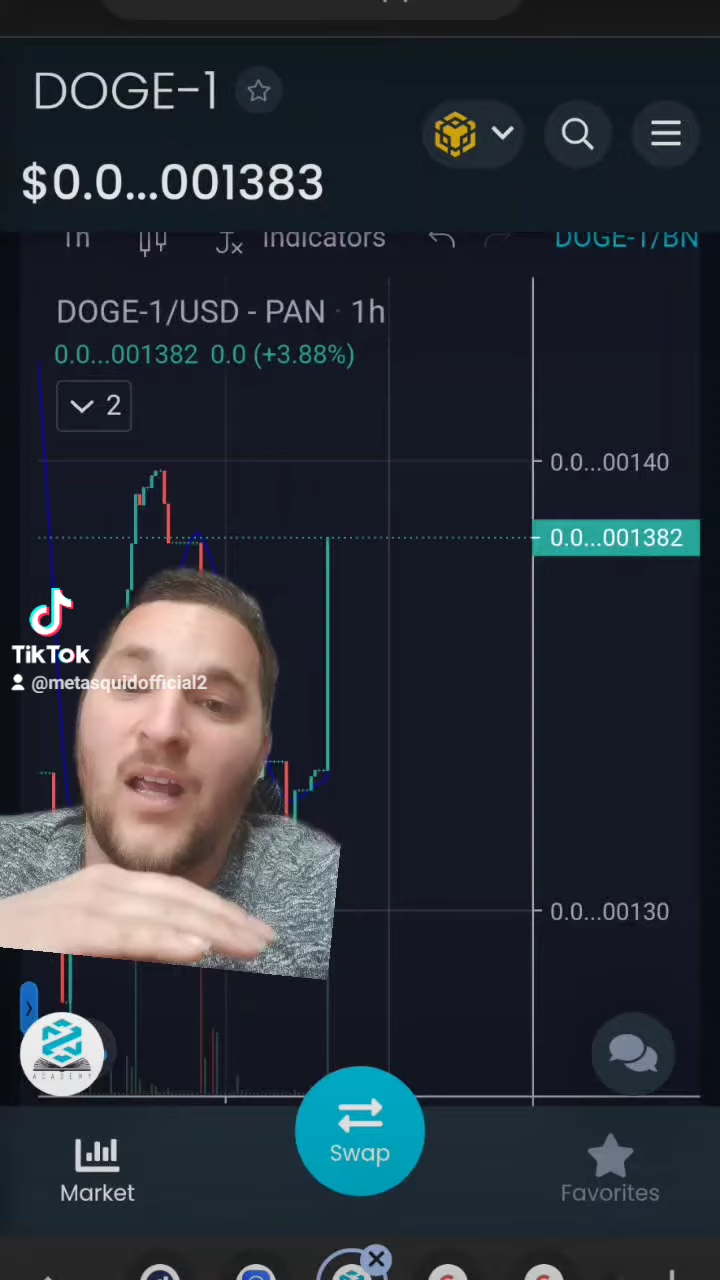 DOGE-1
$0.0...001383
1h
Indicators
DOGE-1/BN
DOGE-1/USD - PAN · 1h
0.0...001382 0.0 (+3.88%)
2
0.0...00140
0.0...001382
TikTok
@metasquidofficial2
0.0...00130
ACADEMY
Swap
Market
Favorites